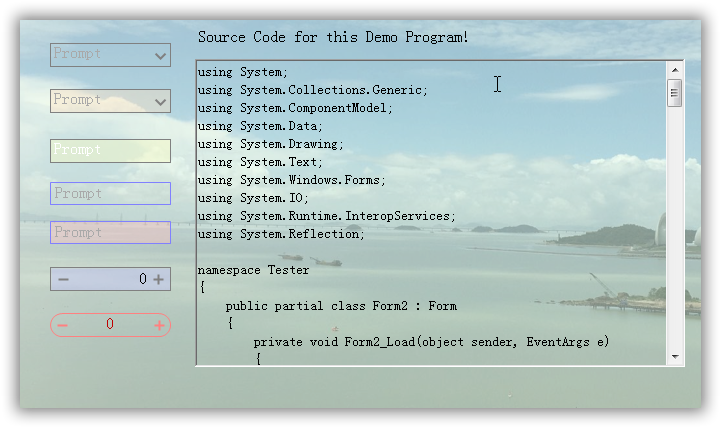 Source Code for this Demo Program!
Prompt
Prompt
Prompt
Prompt
Prompt
− 0 +
− 0 +
using System;
using System.Collections.Generic;
using System.ComponentModel;
using System.Data;
using System.Drawing;
using System.Text;
using System.Windows.Forms;
using System.IO;
using System.Runtime.InteropServices;
using System.Reflection;
namespace Tester
{
public partial class Form2 : Form
{
private void Form2_Load(object sender, EventArgs e)
{